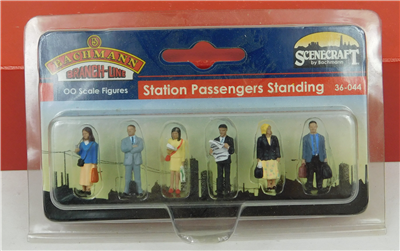 BACHMANN
BRANCH-LINE
OO Scale Figures
SCENECRAFT
by Bachmann
Station Passengers Standing
36-044